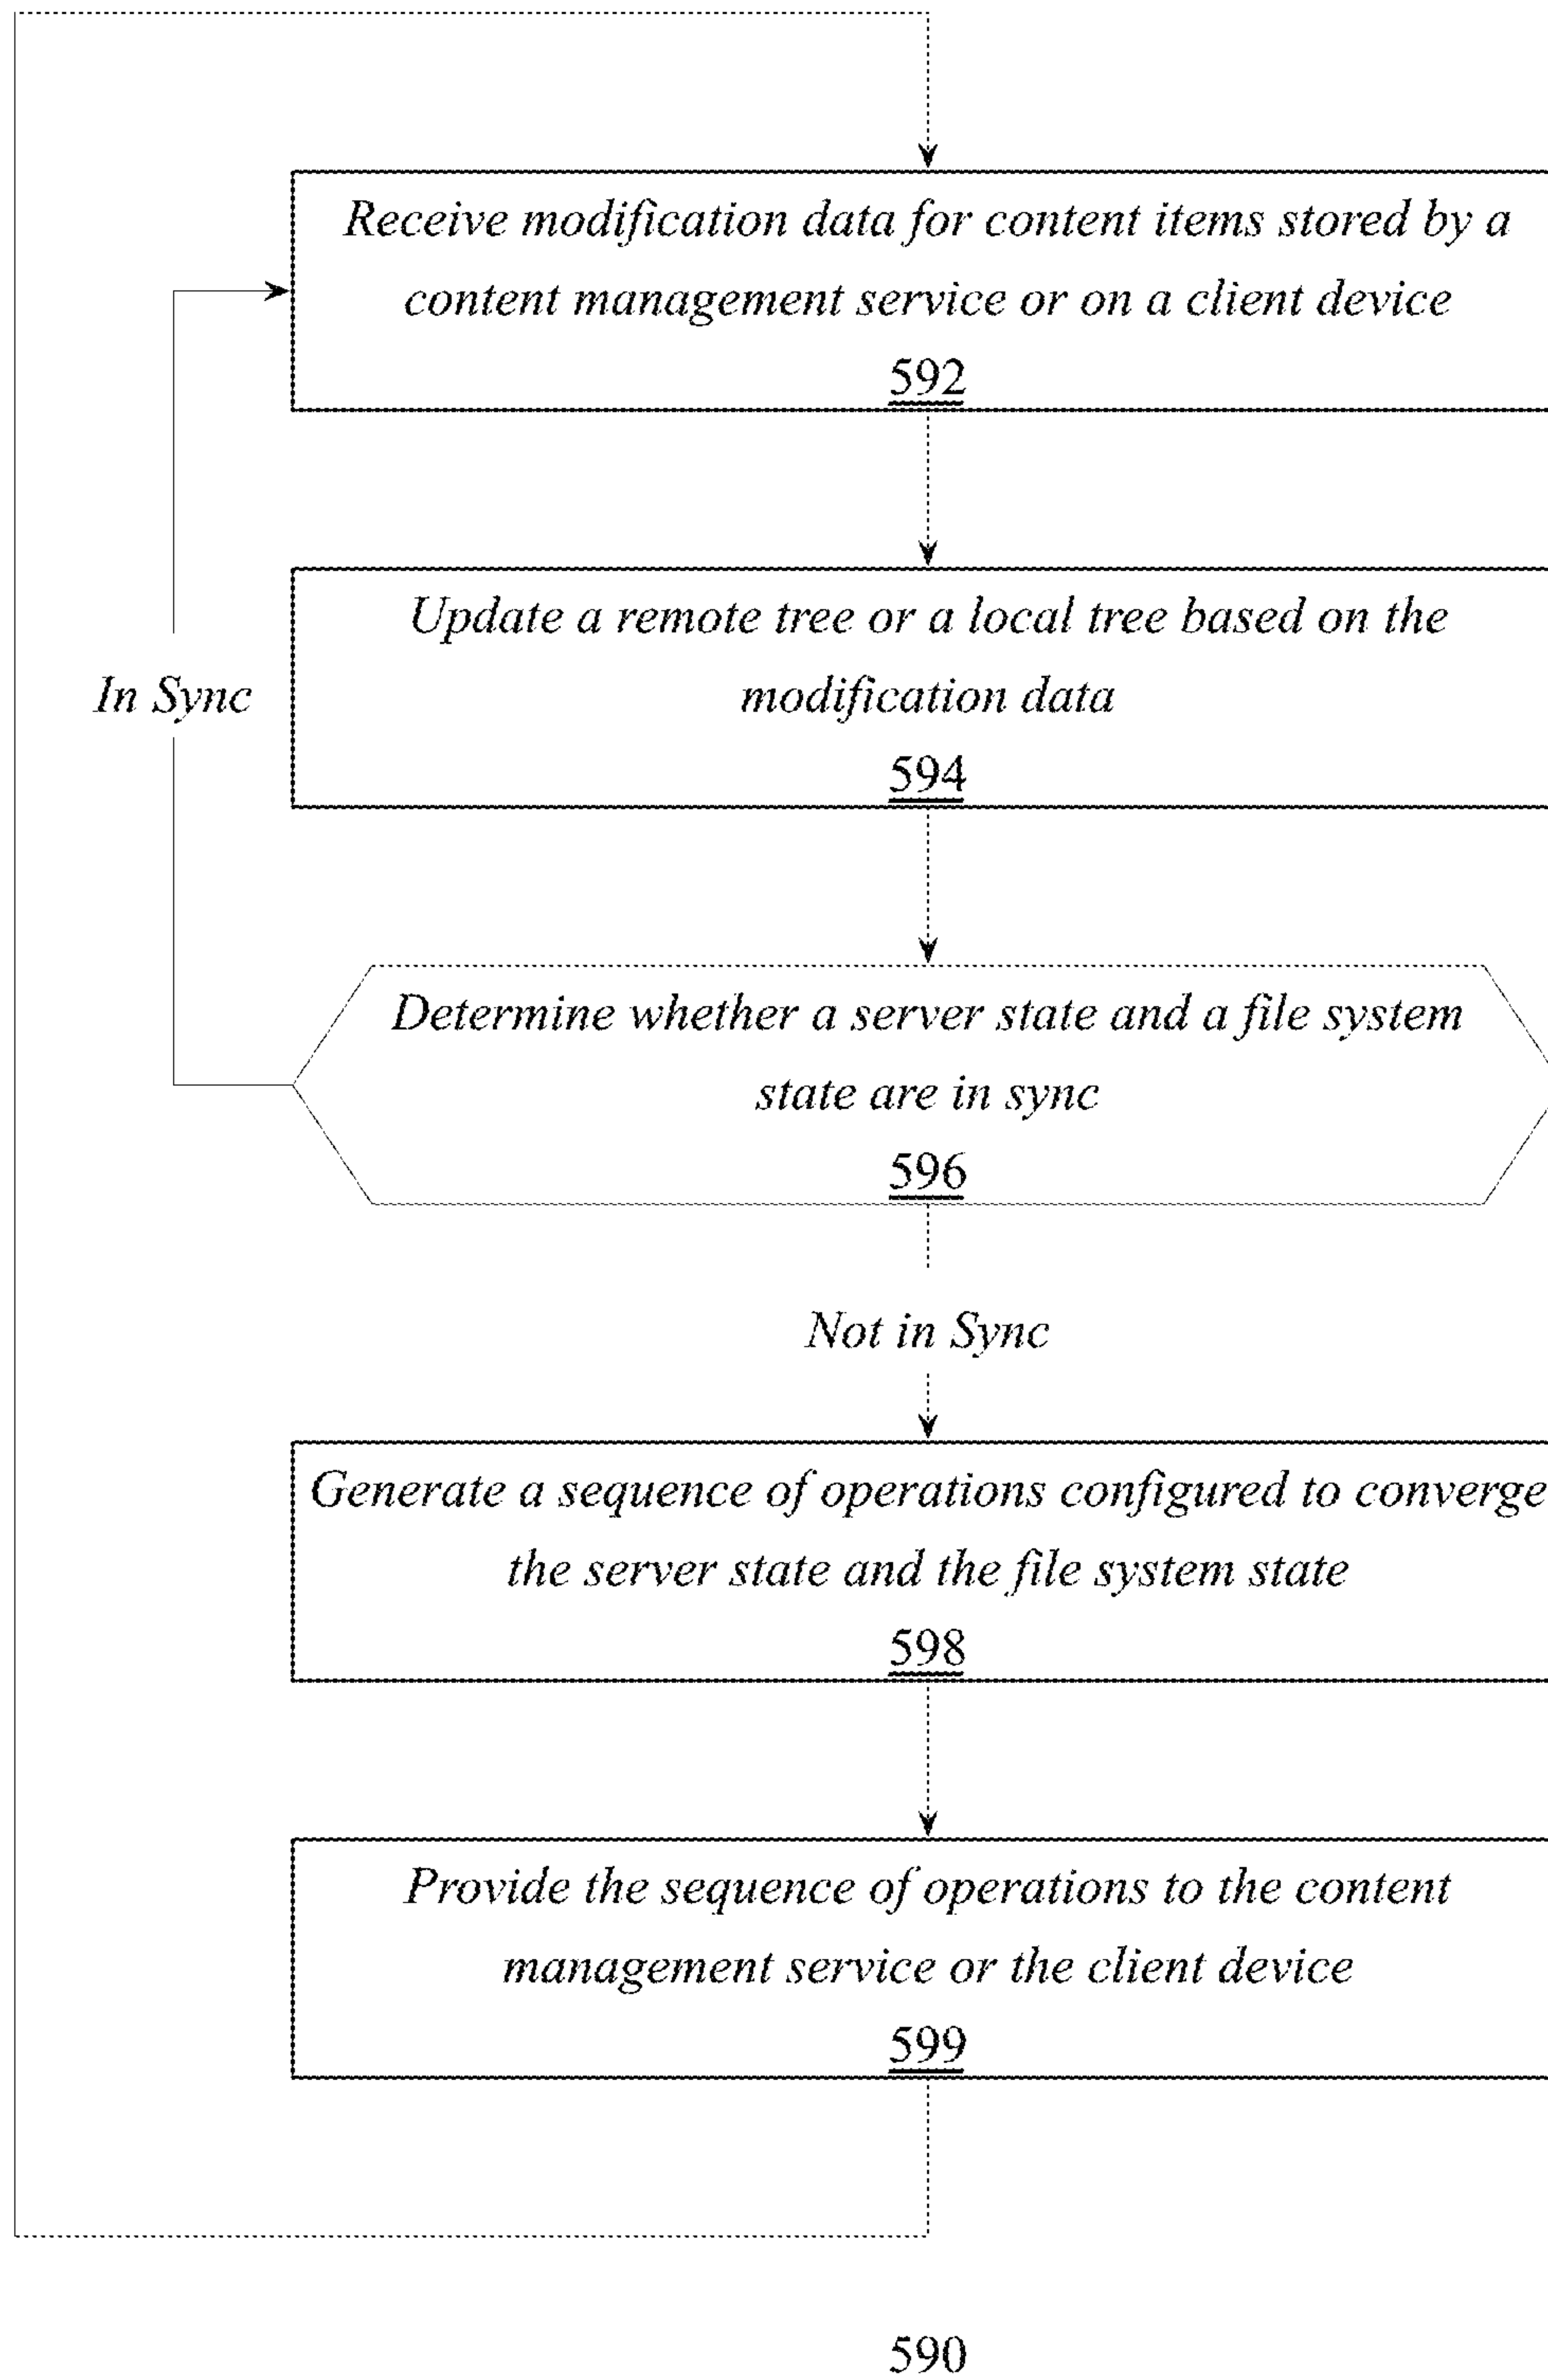 Receive modification data for content items stored by a
content management service or on a client device
592
Update a remote tree or a local tree based on the
modification data
594
In Sync
Determine whether a server state and a file system
state are in sync
596
Not in Sync
Generate a sequence of operations configured to converge
the server state and the file system state
598
Provide the sequence of operations to the content
management service or the client device
599
590